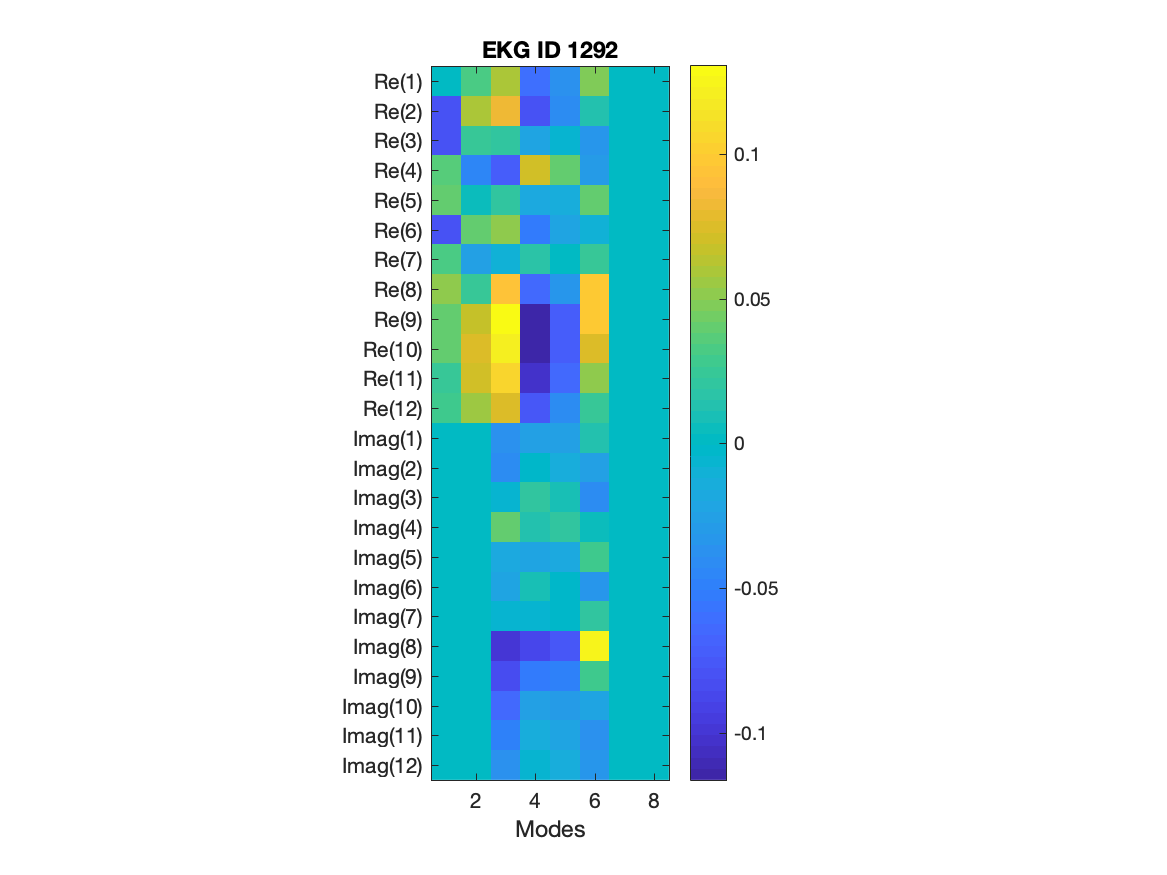 EKG ID 1292
Re(1)
Re(2)
Re(3)
Re(4)
Re(5)
Re(6)
Re(7)
Re(8)
Re(9)
Re(10)
Re(11)
Re(12)
Imag(1)
Imag(2)
Imag(3)
Imag(4)
Imag(5)
Imag(6)
Imag(7)
Imag(8)
Imag(9)
Imag(10)
Imag(11)
Imag(12)
2 4 6 8
Modes
0.1
0.05
0
-0.05
-0.1